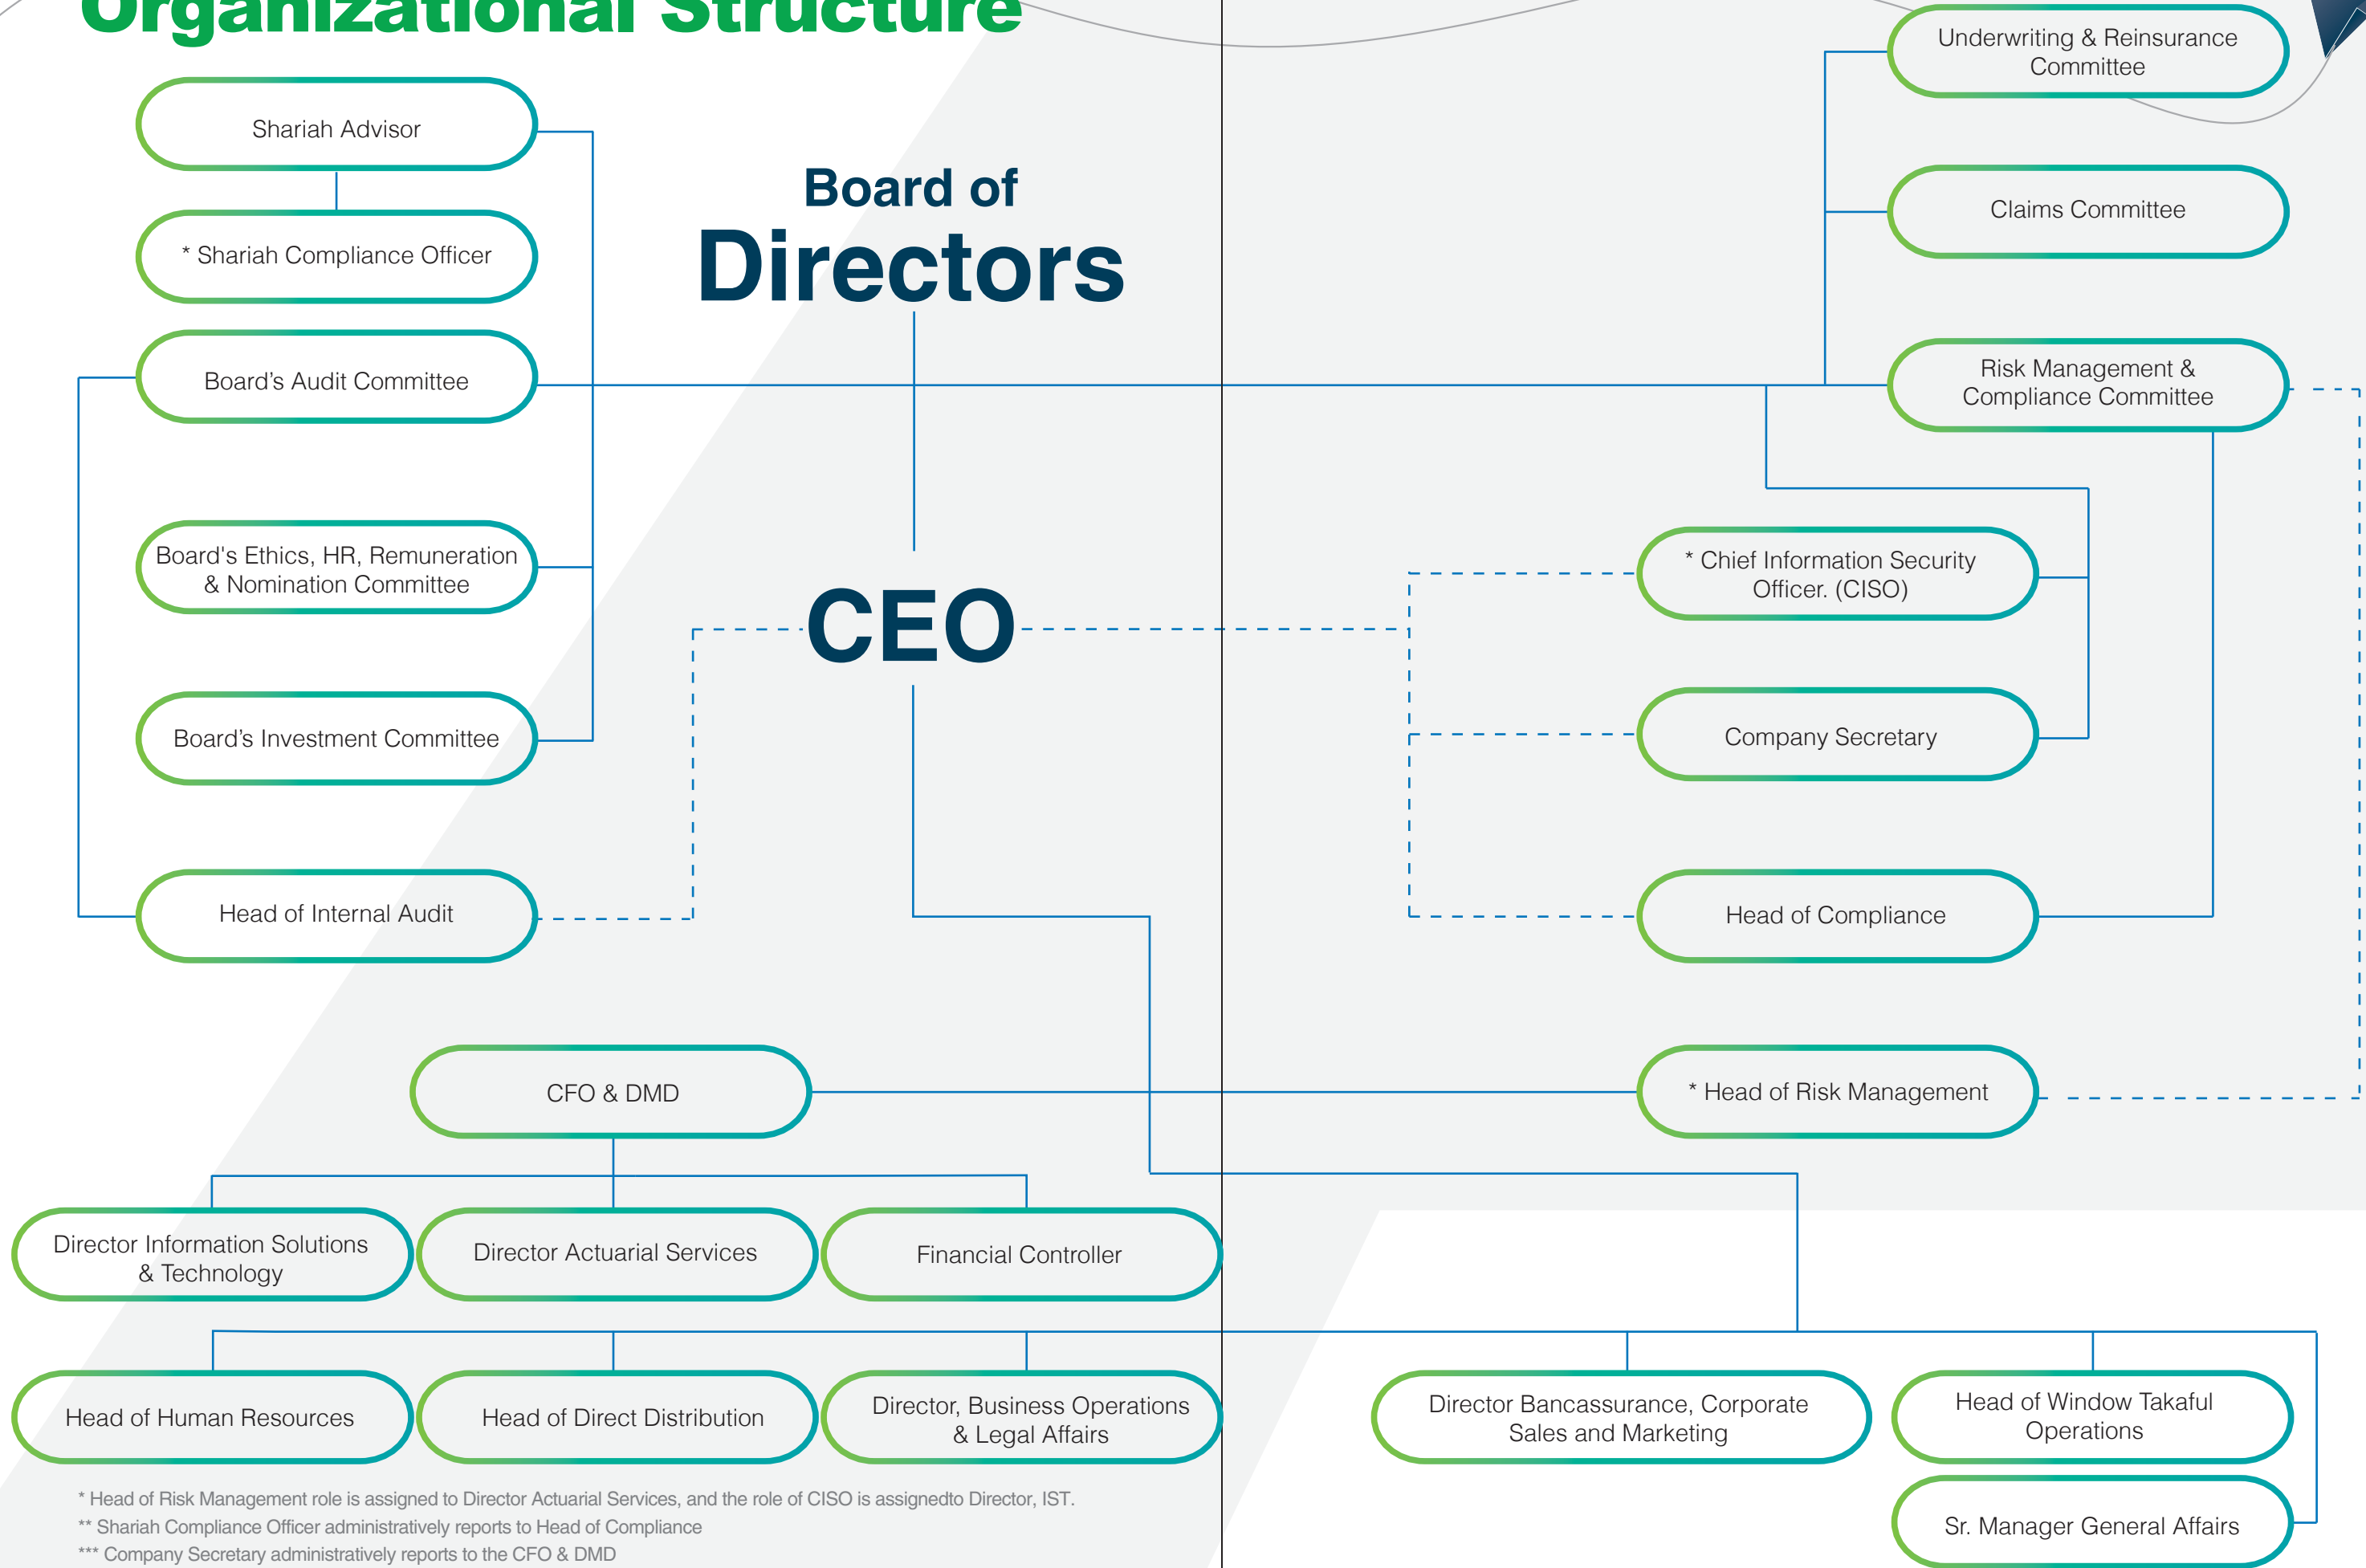 Organizational Structure
Shariah Advisor
* Shariah Compliance Officer
Board’s Audit Committee
Board's Ethics, HR, Remuneration
& Nomination Committee
Board’s Investment Committee
Head of Internal Audit
Board of
Directors
CEO
Underwriting & Reinsurance
Committee
Claims Committee
Risk Management &
Compliance Committee
* Chief Information Security
Officer. (CISO)
Company Secretary
Head of Compliance
CFO & DMD
* Head of Risk Management
Director Information Solutions
& Technology
Director Actuarial Services
Financial Controller
Head of Human Resources
Head of Direct Distribution
Director, Business Operations
& Legal Affairs
Director Bancassurance, Corporate
Sales and Marketing
Head of Window Takaful
Operations
Sr. Manager General Affairs
* Head of Risk Management role is assigned to Director Actuarial Services, and the role of CISO is assignedto Director, IST.
** Shariah Compliance Officer administratively reports to Head of Compliance
*** Company Secretary administratively reports to the CFO & DMD